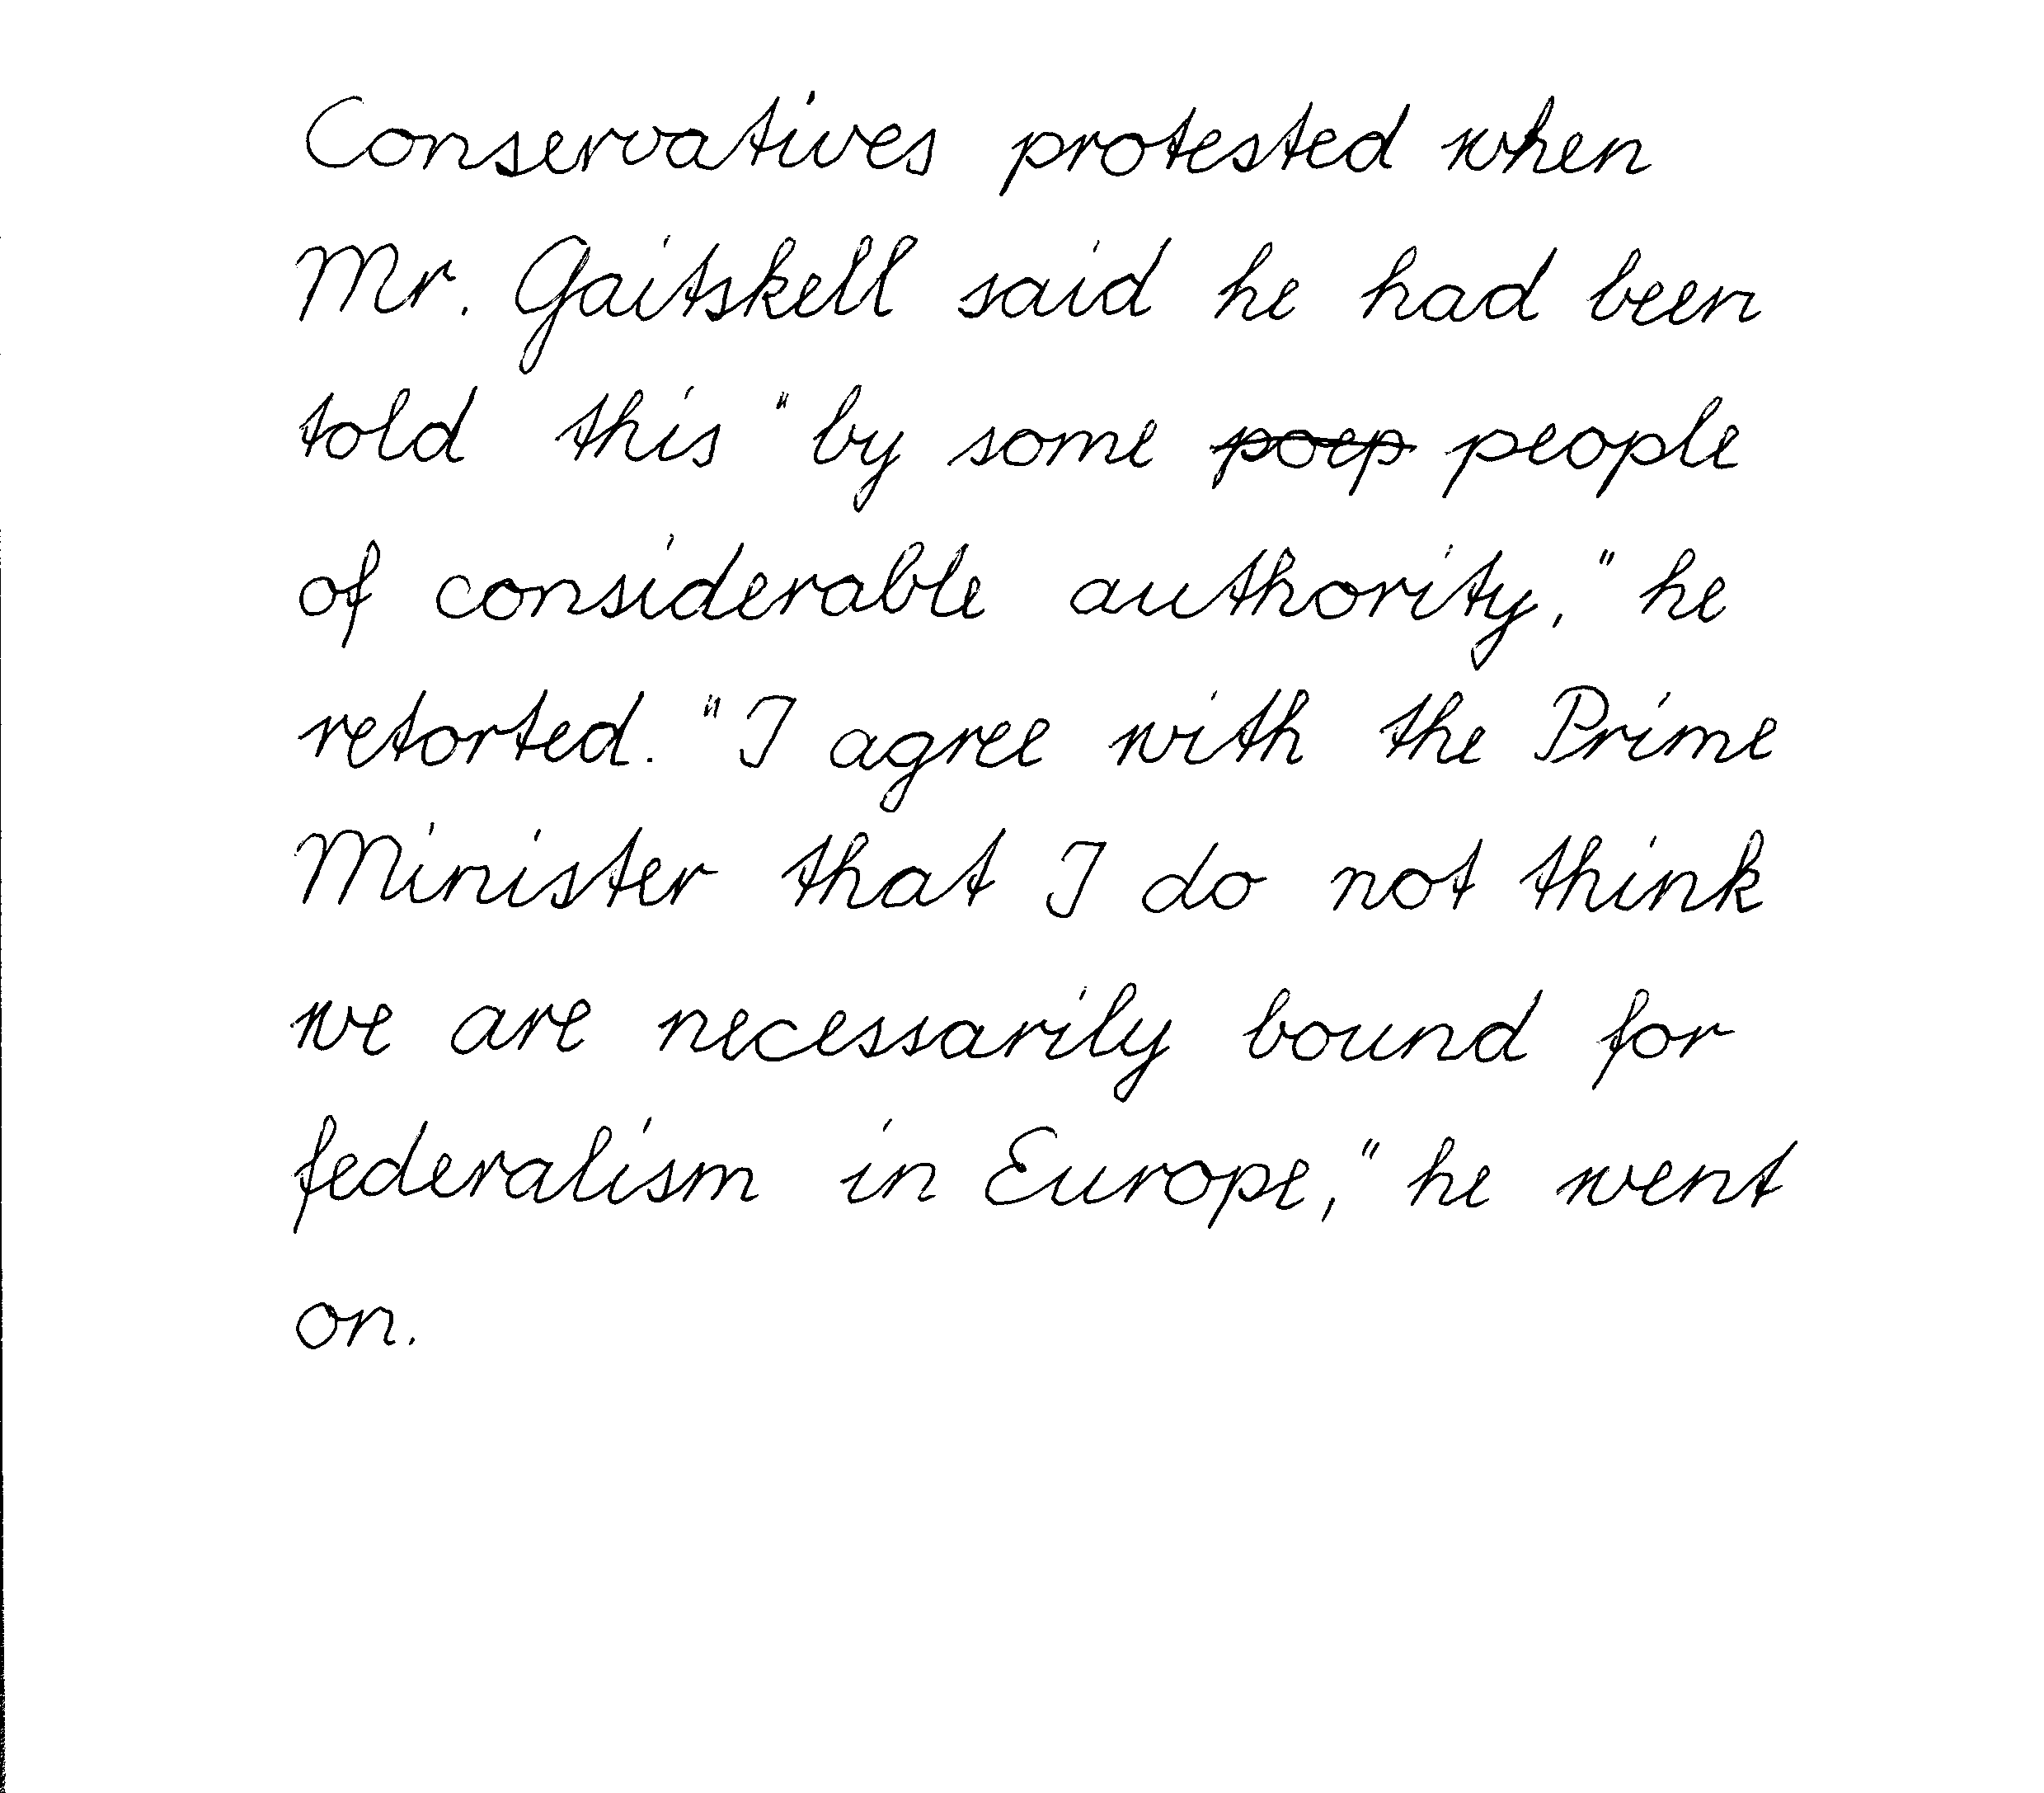 Conservatives protested when
Mr. Gaitskell said he had been
told this "by some people
of considerable authority," he
retorted. "I agree with the Prime
Minister that I do not think
we are necessarily bound for
federalism in Europe," he went
on.